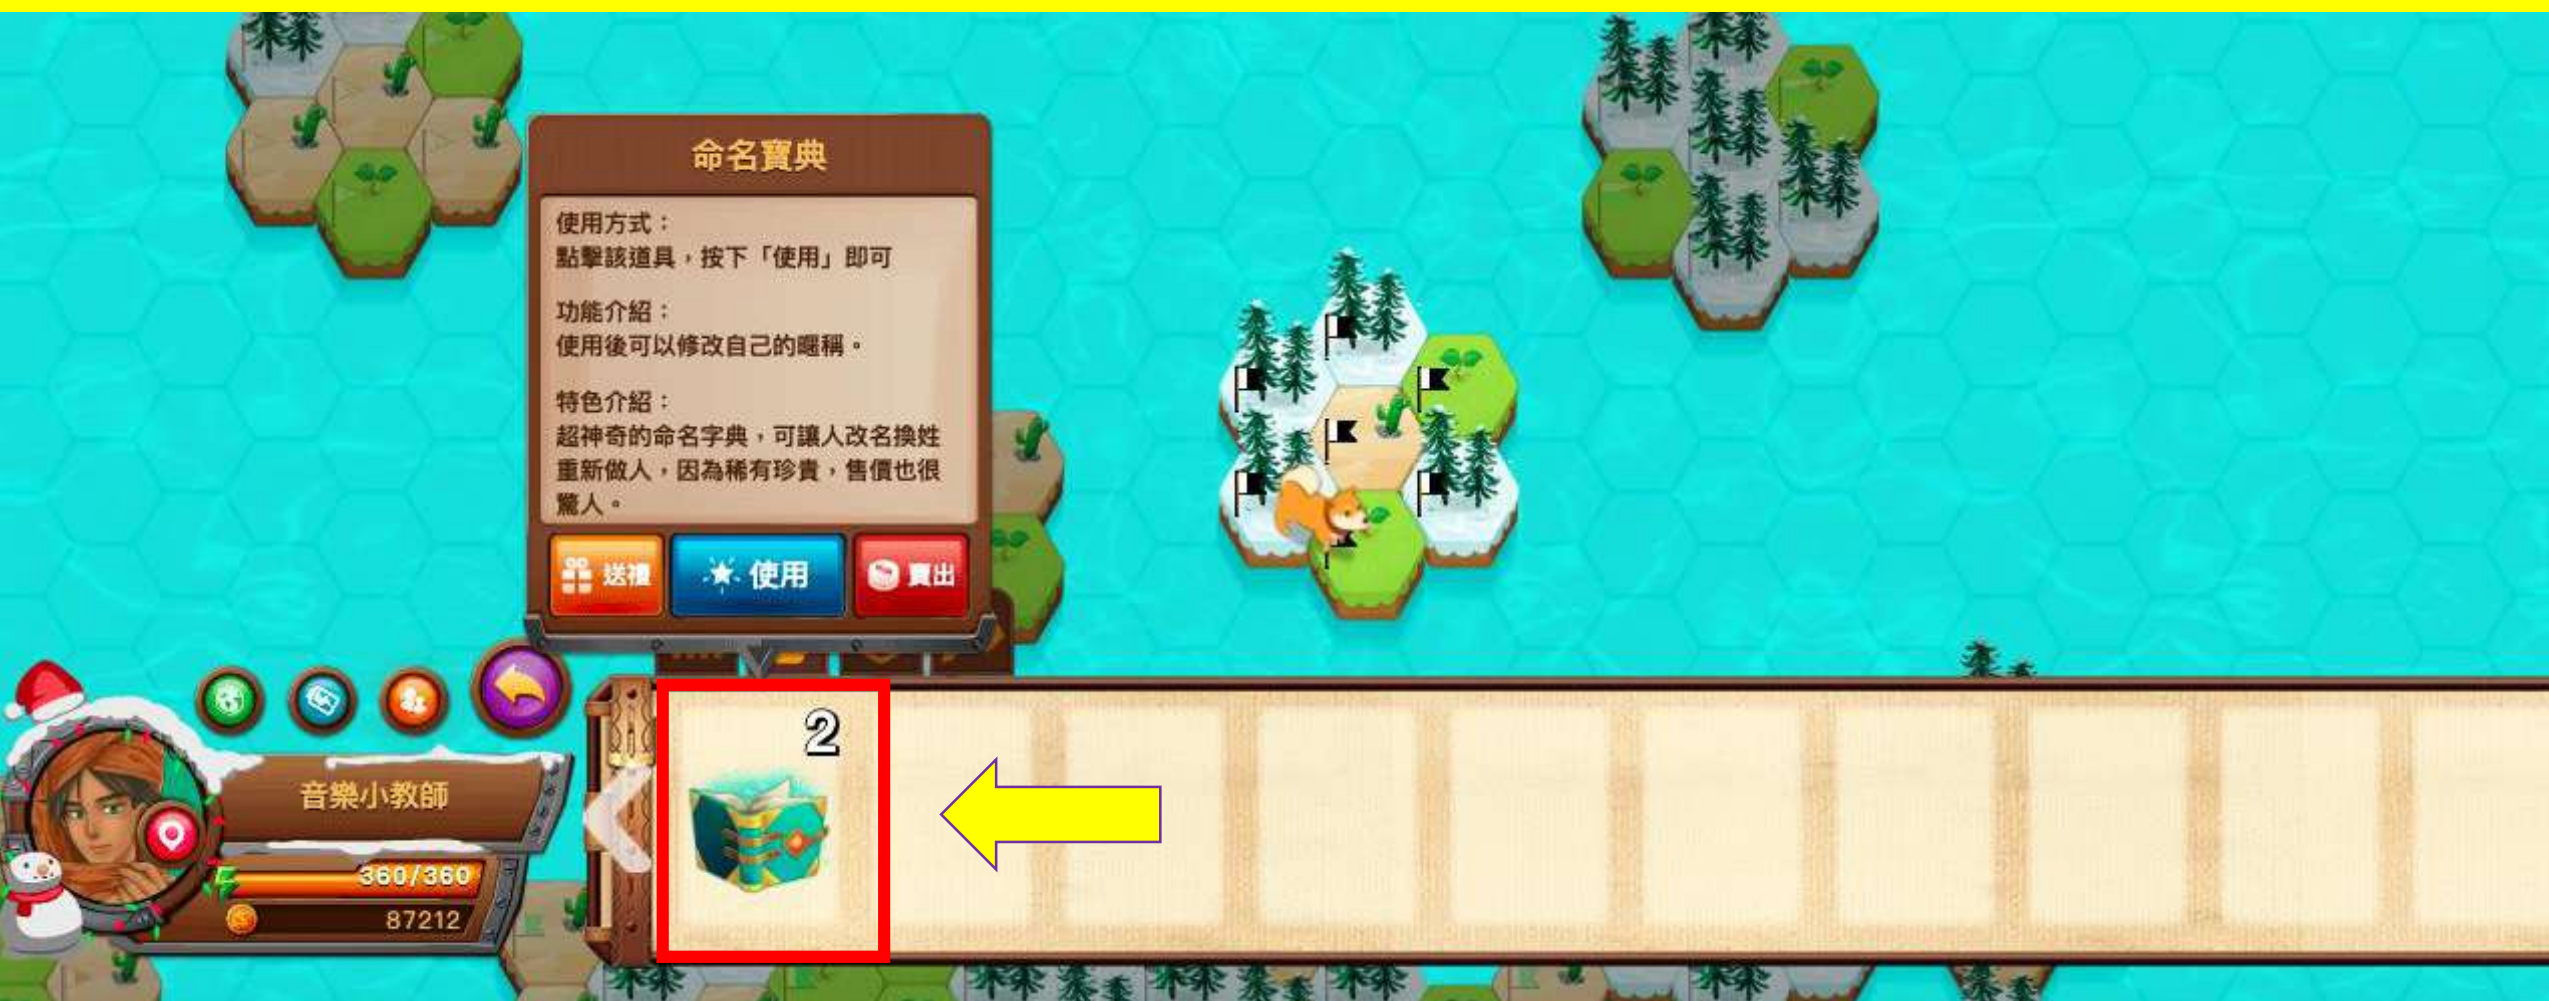 命名寶典
使用方式：
點擊該道具，按下「使用」即可
功能介紹：
使用後可以修改自己的暱稱。
特色介紹：
超神奇的命名字典，可讓人改名換姓
重新做人，因為稀有珍貴，售價也很
驚人。
送禮
使用
賣出
2
音樂小教師
360/360
87212